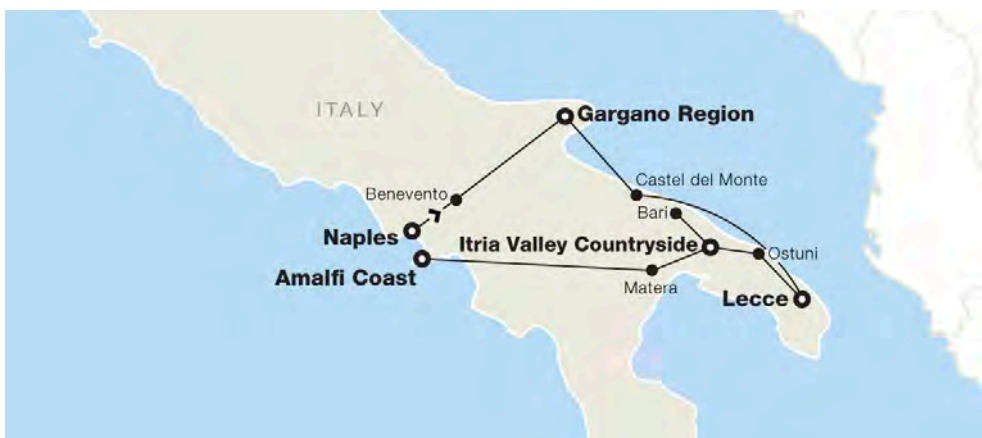 ITALY
Gargano Region
Castel del Monte
Benevento
Bari
Naples
Itria Valley Countryside
Ostuni
Amalfi Coast
Matera
Lecce